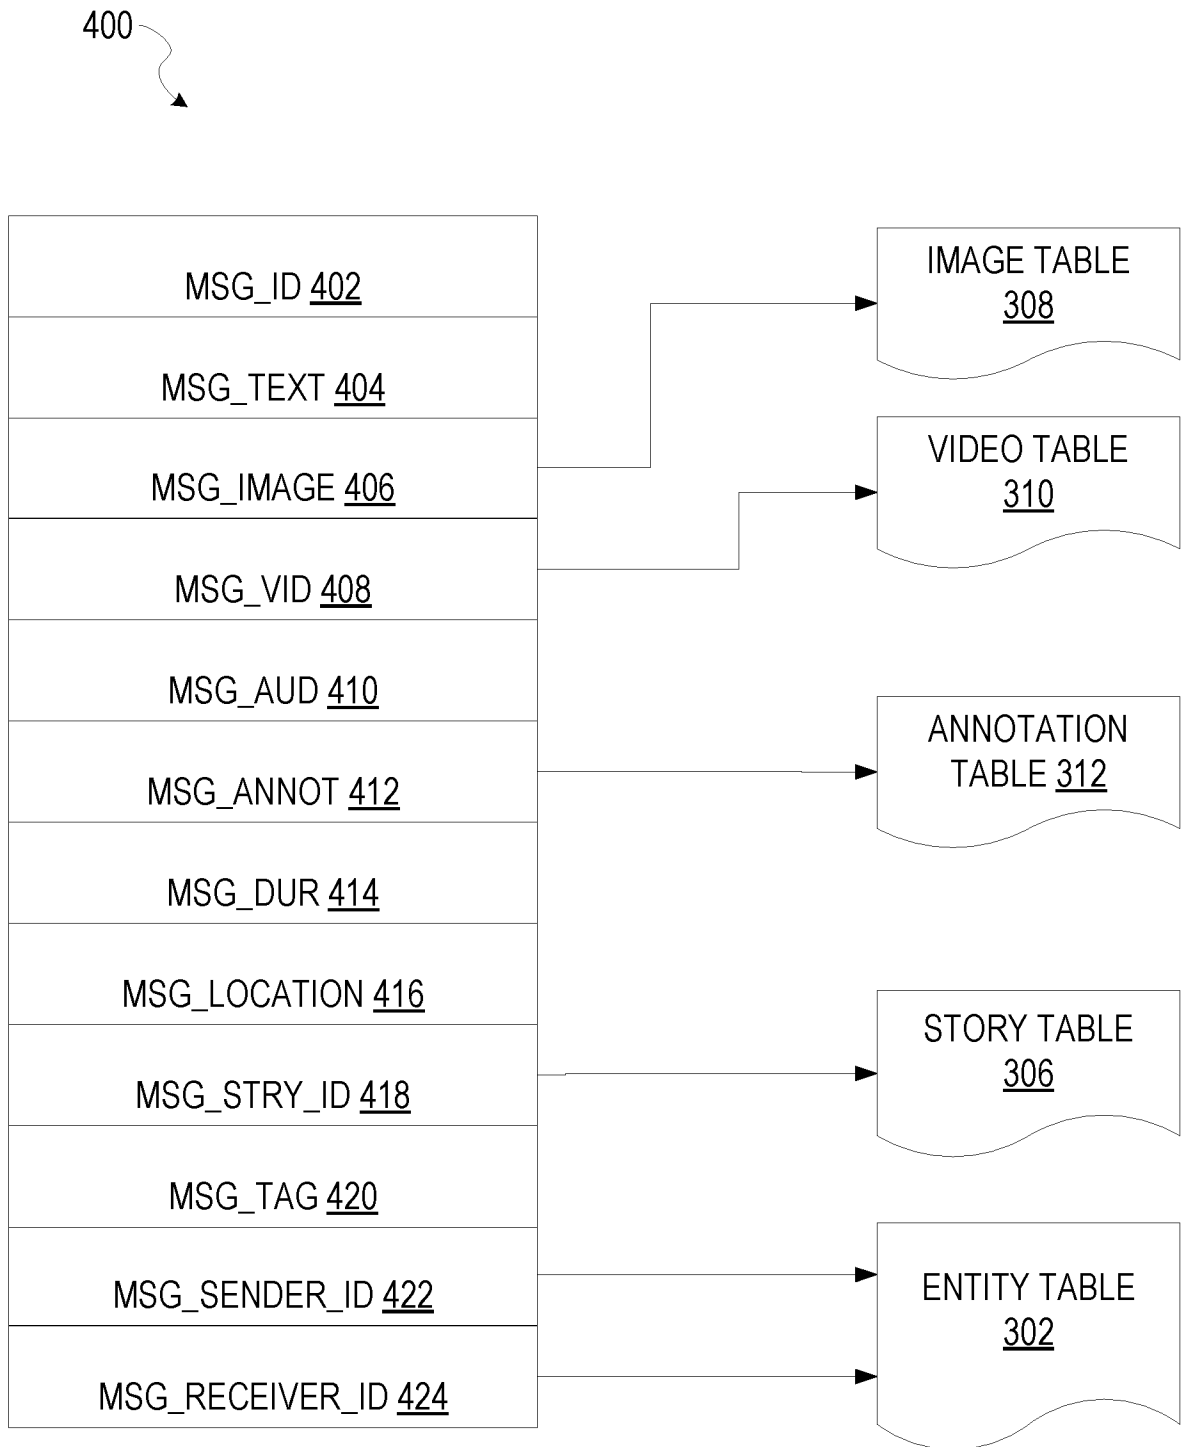 400
MSG_ID 402
MSG_TEXT 404
MSG_IMAGE 406
MSG_VID 408
MSG_AUD 410
MSG_ANNOT 412
MSG_DUR 414
MSG_LOCATION 416
MSG_STRY_ID 418
MSG_TAG 420
MSG_SENDER_ID 422
MSG_RECEIVER_ID 424
IMAGE TABLE
308
VIDEO TABLE
310
ANNOTATION
TABLE 312
STORY TABLE
306
ENTITY TABLE
302